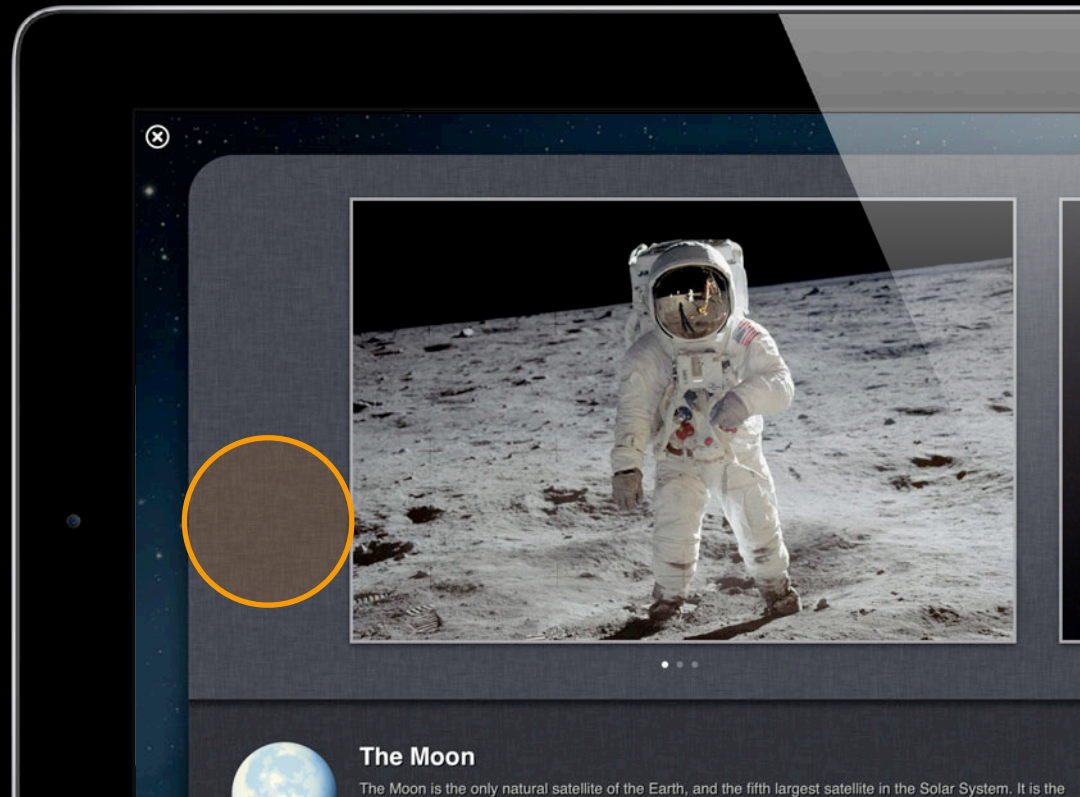 The Moon
The Moon is the only natural satellite of the Earth, and the fifth largest satellite in the Solar System. It is the